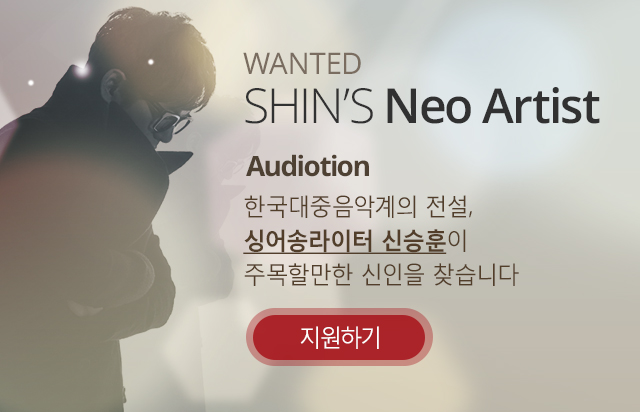 WANTED
SHIN’S Neo Artist
Audiotion
한국대중음악계의 전설,
싱어송라이터 신승훈이
주목할만한 신인을 찾습니다
지원하기